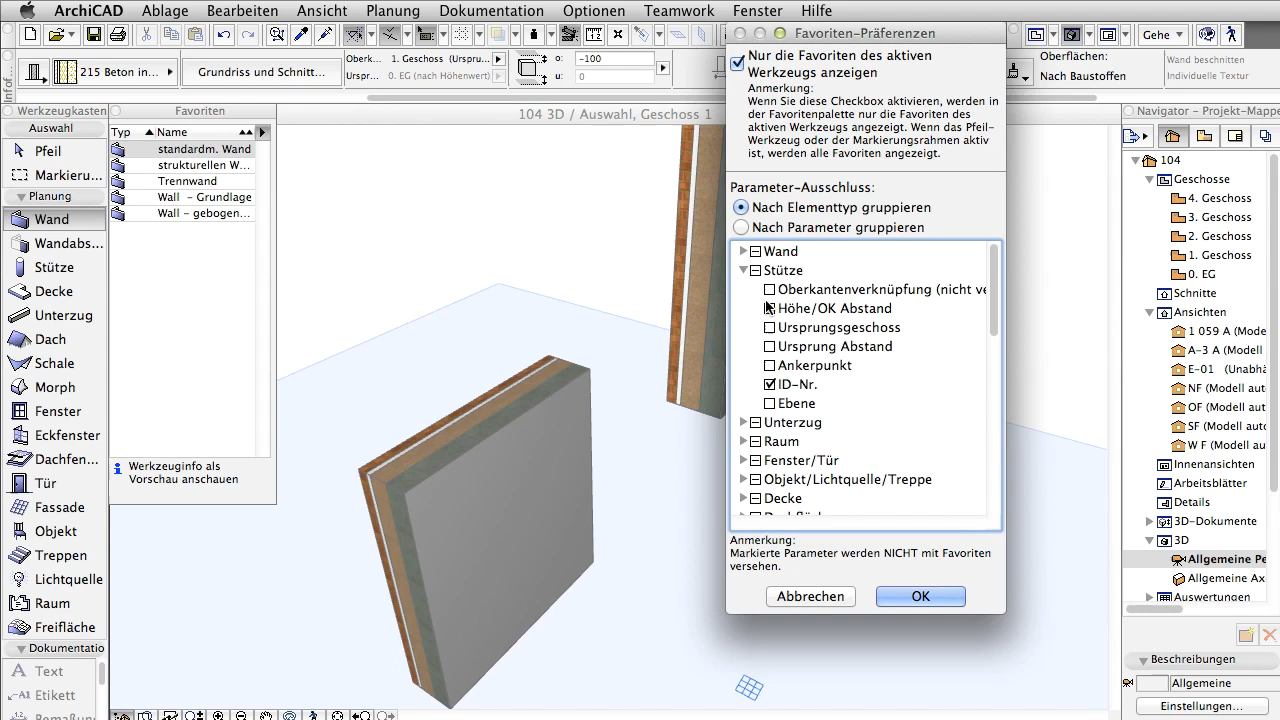 ArchiCAD Ablage Bearbeiten Ansicht Planung Dokumentation Optionen Teamwork Fenster Hilfe
Gehe
215 Beton in...
Grundriss und Schnitt...
Oberk...
1. Geschoss (Urspru...
Urspr...
0. EG (nach Höhenwert)
o:
-100
u:
0
Oberflächen:
Nach Baustoffen
Wand beschnitten
Individuelle Textur
Infof...
Werkzeugkasten
Auswahl
Pfeil
Markieru...
Planung
Wand
Wandabs...
Stütze
Decke
Unterzug
Dach
Schale
Morph
Fenster
Eckfenster
Dachfen...
Tür
Fassade
Objekt
Treppen
Lichtquelle
Raum
Freifläche
Dokumentatio
Text
Etikett
Favoriten
Typ
Name
standardm. Wand
strukturellen W...
Trennwand
Wall - Grundlage
Wall - gebogen...
Werkzeuginfo als
Vorschau anschauen
104 3D / Auswahl, Geschoss 1
Favoriten-Präferenzen
Nur die Favoriten des aktiven
Werkzeugs anzeigen
Anmerkung:
Wenn Sie diese Checkbox aktivieren, werden in
der Favoritenpalette nur die Favoriten des
aktiven Werkzeugs angezeigt. Wenn das Pfeil-
Werkzeug oder der Markierungsrahmen aktiv
ist, werden alle Favoriten angezeigt.
Parameter-Ausschluss:
Nach Elementtyp gruppieren
Nach Parameter gruppieren
Wand
Stütze
Oberkantenverknüpfung (nicht ve
Höhe/OK Abstand
Ursprungsgeschoss
Ursprung Abstand
Ankerpunkt
ID-Nr.
Ebene
Unterzug
Raum
Fenster/Tür
Objekt/Lichtquelle/Treppe
Decke
Anmerkung:
Markierte Parameter werden NICHT mit Favoriten
versehen.
Abbrechen
OK
Navigator - Projekt-Mappe
104
Geschosse
4. Geschoss
3. Geschoss
2. Geschoss
1. Geschoss
0. EG
Schnitte
Ansichten
1 059 A (Mode
A-3 A (Modell
E-01 (Unabhä
NF (Modell aut
OF (Modell aut
SF (Modell aut
W F (Modell au
Innenansichten
Arbeitsblätter
Details
3D-Dokumente
3D
Allgemeine Pe
Allgemeine Ax
Auswertungen
Beschreibungen
Allgemeine
Einstellungen...